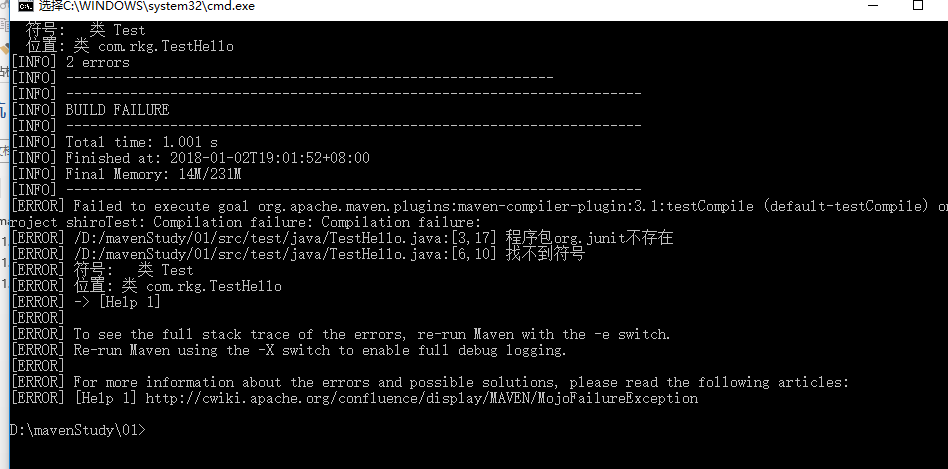 选择C:\WINDOWS\system32\cmd.exe
符号:   类 Test
位置: 类 com.rkg.TestHello
[INFO] 2 errors
[INFO] -------------------------------------------------------------
[INFO] ------------------------------------------------------------------------
[INFO] BUILD FAILURE
[INFO] ------------------------------------------------------------------------
[INFO] Total time: 1.001 s
[INFO] Finished at: 2018-01-02T19:01:52+08:00
[INFO] Final Memory: 14M/231M
[INFO] ------------------------------------------------------------------------
[ERROR] Failed to execute goal org.apache.maven.plugins:maven-compiler-plugin:3.1:testCompile (default-testCompile) on
roject shiroTest: Compilation failure: Compilation failure:
[ERROR] /D:/mavenStudy/01/src/test/java/TestHello.java:[3,17] 程序包org.junit不存在
[ERROR] /D:/mavenStudy/01/src/test/java/TestHello.java:[6,10] 找不到符号
[ERROR] 符号:   类 Test
[ERROR] 位置: 类 com.rkg.TestHello
[ERROR] -> [Help 1]
[ERROR]
[ERROR] To see the full stack trace of the errors, re-run Maven with the -e switch.
[ERROR] Re-run Maven using the -X switch to enable full debug logging.
[ERROR]
[ERROR] For more information about the errors and possible solutions, please read the following articles:
[ERROR] [Help 1] http://cwiki.apache.org/confluence/display/MAVEN/MojoFailureException
D:\mavenStudy\01>